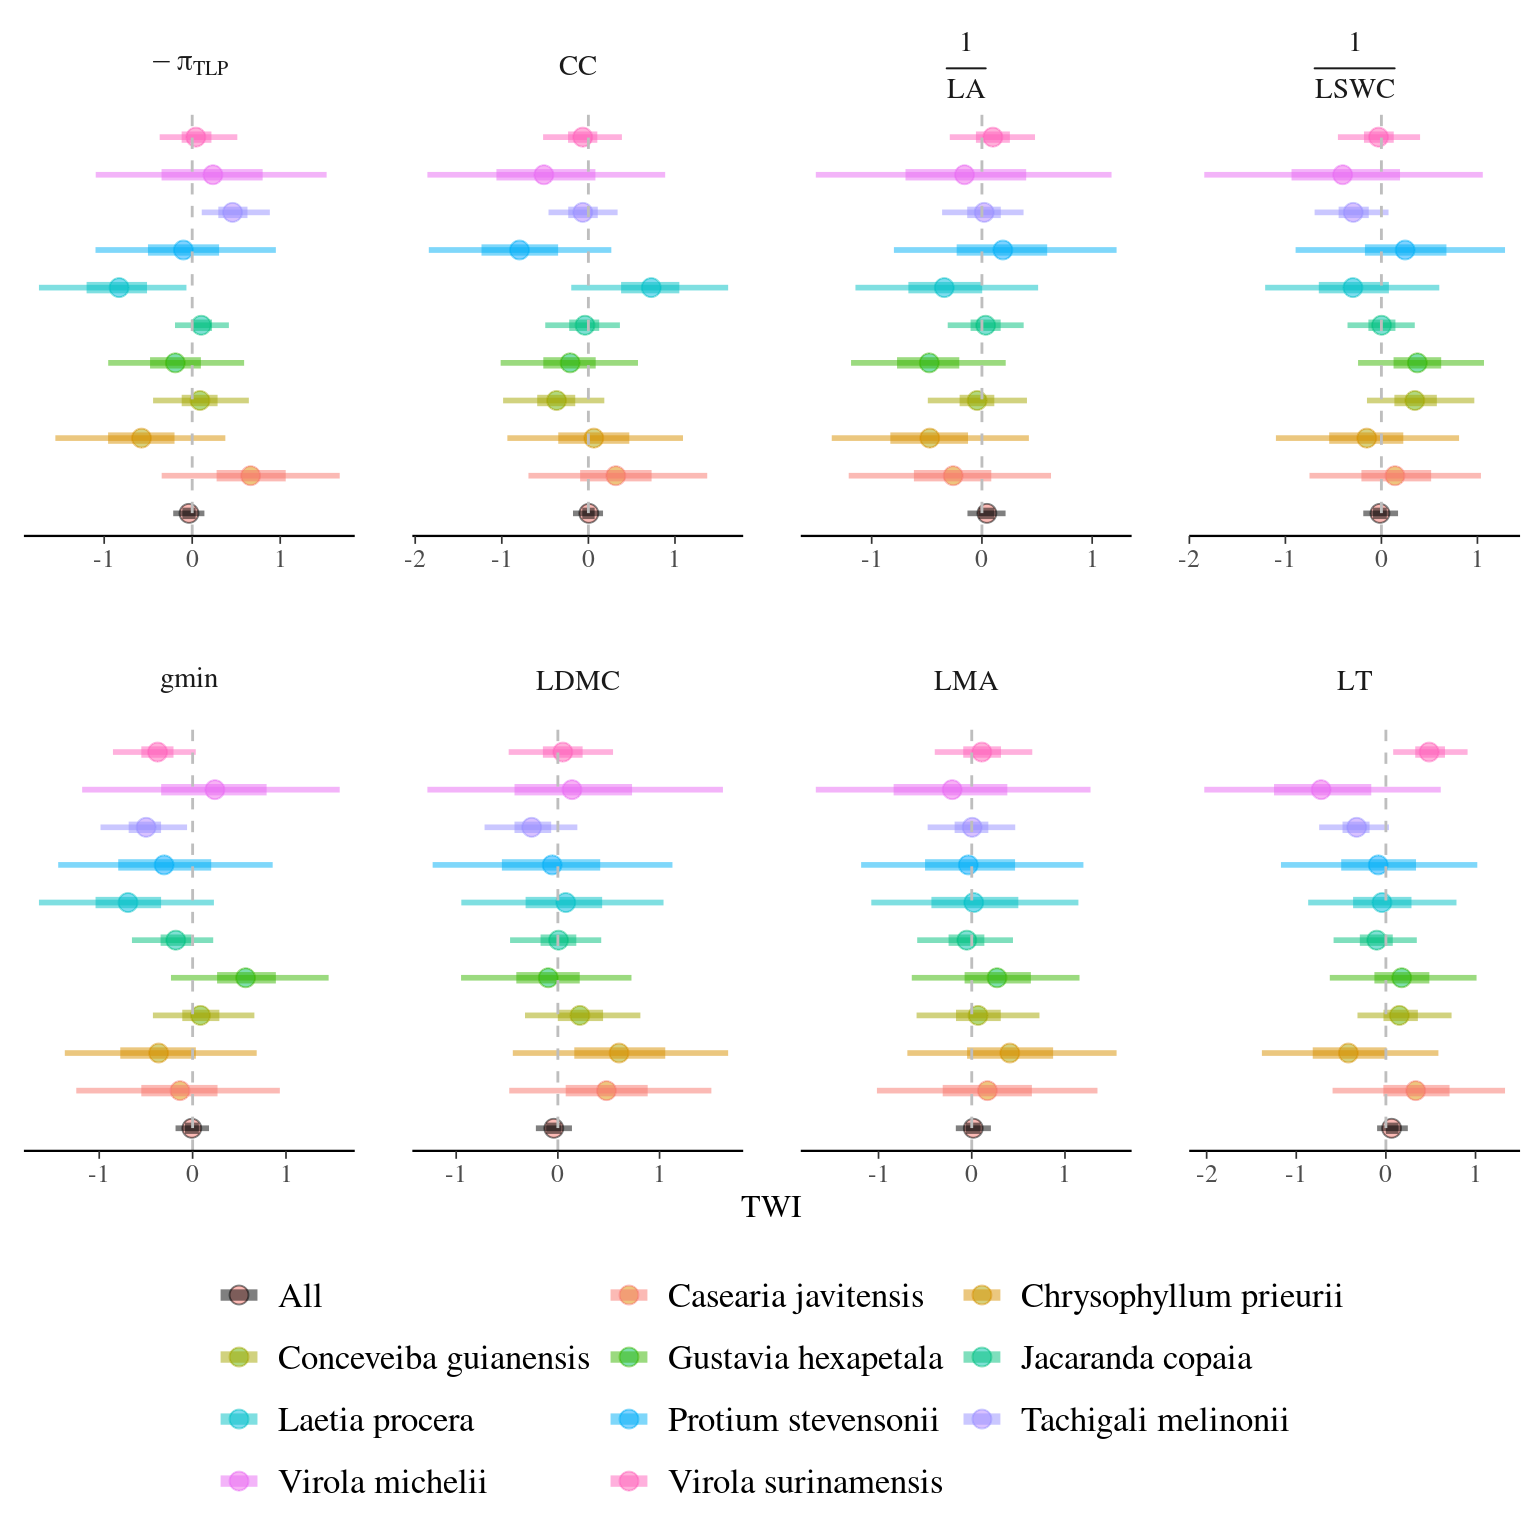 − πTLP CC 1/LA 1/LSWC
-1 0 1 -2 -1 0 1 -1 0 1 -2 -1 0 1
gmin LDMC LMA LT
-1 0 1 -1 0 1 -1 0 1 -2 -1 0 1
TWI
All Casearia javitensis Chrysophyllum prieurii
Conceveiba guianensis Gustavia hexapetala Jacaranda copaia
Laetia procera Protium stevensonii Tachigali melinonii
Virola michelii Virola surinamensis